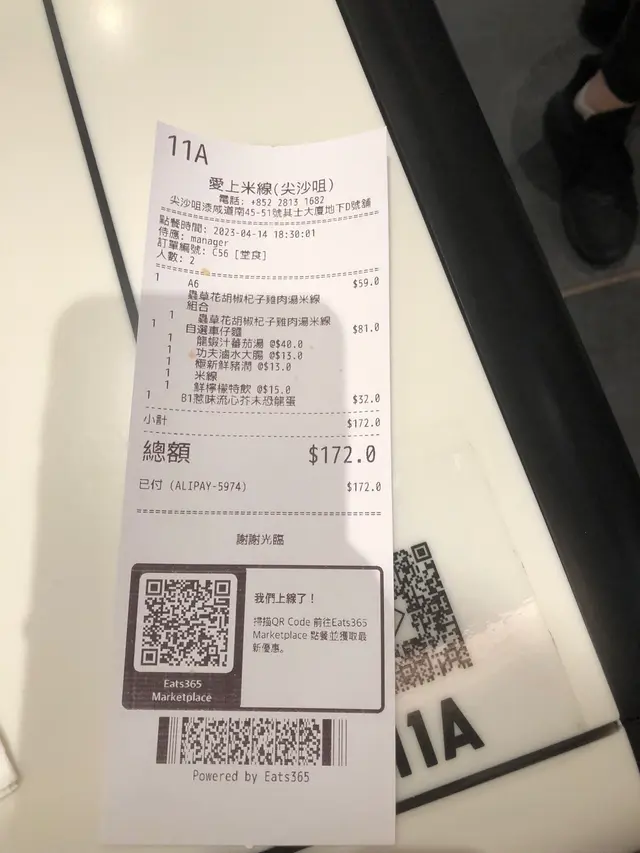 11A
愛上米線(尖沙咀)
電話: +852 2813 1682
尖沙咀漆咸道南45-51號其士大廈地下D號舖
點餐時間: 2023-04-14 18:30:01
侍應: manager
訂單編號: C56 [堂食]
人數: 2
1 A6 $59.0
蟲草花胡椒杞子雞肉湯米線
組合
1 蟲草花胡椒杞子雞肉湯米線
1 自選車仔麵 $81.0
1 龍蝦汁蕃茄湯 @$40.0
1 功夫滷水大腸 @$13.0
1 極新鮮豬潤 @$13.0
1 米線
1 鮮檸檬特飲 @$15.0
1 B1惹味流心芥末恐龍蛋 $32.0
小計 $172.0
總額 $172.0
已付 (ALIPAY-5974) $172.0
謝謝光臨
我們上線了！
掃描QR Code 前往Eats365
Marketplace 點餐並獲取最
新優惠。
Eats365
Marketplace
Powered by Eats365
11A